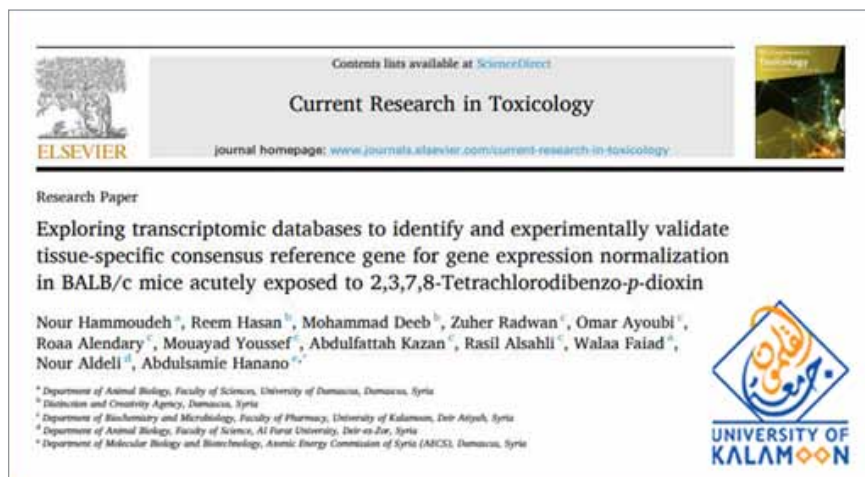 Contents lists available at ScienceDirect
Current Research in Toxicology
ELSEVIER
journal homepage: www.journals.elsevier.com/current-research-in-toxicology
Toxicology
Research Paper
Exploring transcriptomic databases to identify and experimentally validate
tissue-specific consensus reference gene for gene expression normalization
in BALB/c mice acutely exposed to 2,3,7,8-Tetrachlorodibenzo-p-dioxin
Nour Hammoudeh a, Reem Hasan b, Mohammad Deeb b, Zuher Radwan c, Omar Ayoubi c,
Roaa Alendary c, Mouayad Youssef c, Abdulfattah Kazan c, Rasil Alsahli c, Walaa Faiad a,
Nour Aldeli d, Abdulsamie Hanano e,*
a Department of Animal Biology, Faculty of Sciences, University of Damascus, Damascus, Syria
b Distinction and Creativity Agency, Damascus, Syria
c Department of Biochemistry and Microbiology, Faculty of Pharmacy, University of Kalamoon, Deir Atiyah, Syria
d Department of Animal Biology, Faculty of Science, Al Furat University, Deir-ez-Zor, Syria
e Department of Molecular Biology and Biotechnology, Atomic Energy Commission of Syria (AECS), Damascus, Syria
جامعة القلمون
UNIVERSITY OF
KALAMOON